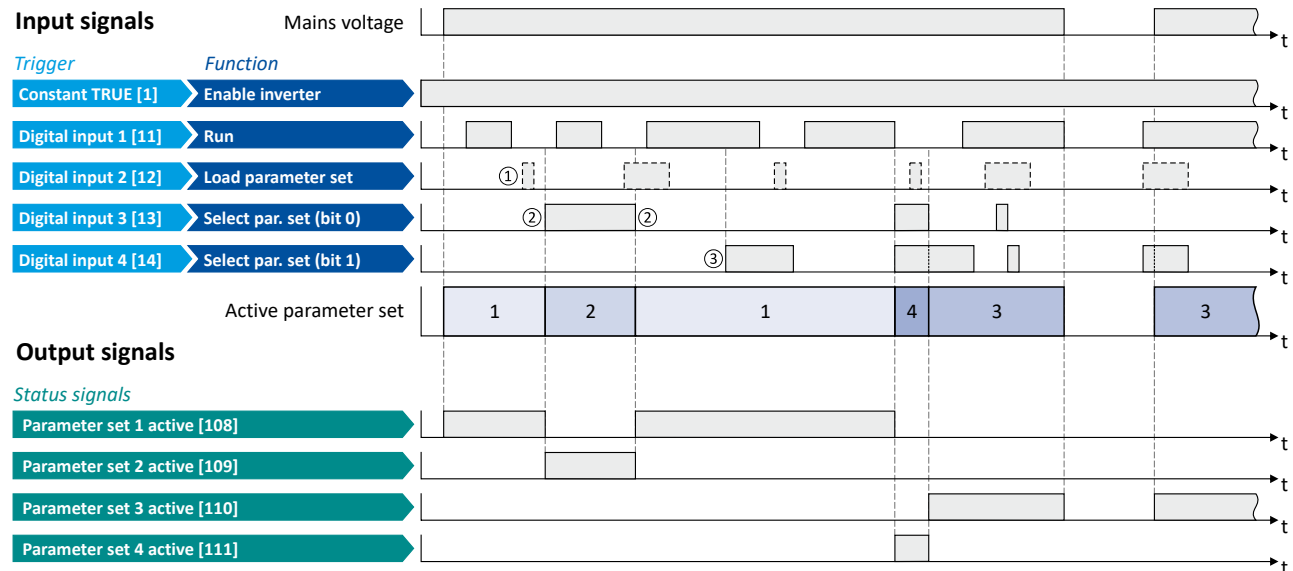 Input signals
Mains voltage
t
Trigger Function
Constant TRUE [1] Enable inverter
t
Digital input 1 [11] Run
t
Digital input 2 [12] Load parameter set ①
t
Digital input 3 [13] Select par. set (bit 0) ② ②
t
Digital input 4 [14] Select par. set (bit 1) ③
t
Active parameter set 1 2 1 4 3 3
t
Output signals
Status signals
Parameter set 1 active [108]
t
Parameter set 2 active [109]
t
Parameter set 3 active [110]
t
Parameter set 4 active [111]
t